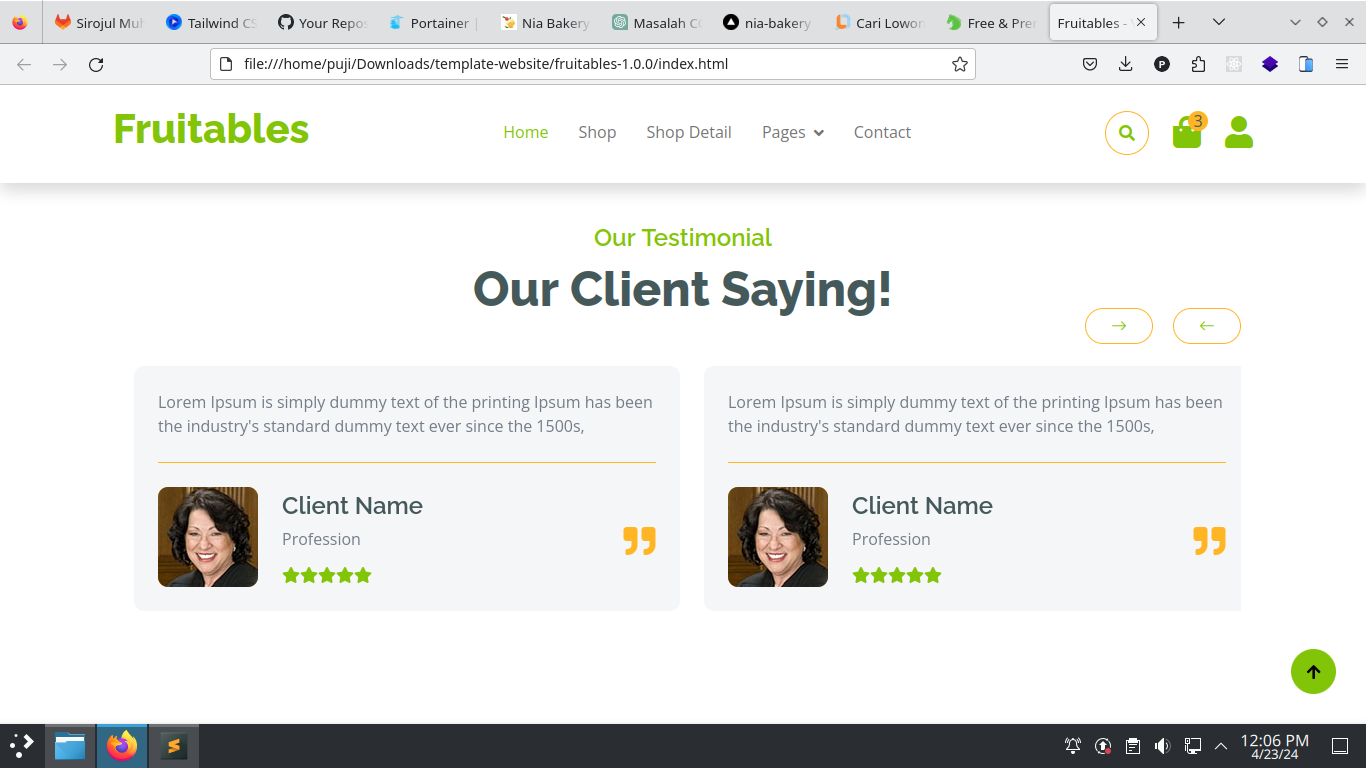 Sirojul Muh
Tailwind CS
Your Repos
Portainer |
Nia Bakery
Masalah CO
nia-bakery
Cari Lowon
Free & Prem
Fruitables -
file:///home/puji/Downloads/template-website/fruitables-1.0.0/index.html
Fruitables
Home Shop Shop Detail Pages Contact
3
Our Testimonial
Our Client Saying!
Lorem Ipsum is simply dummy text of the printing Ipsum has been
the industry's standard dummy text ever since the 1500s,
Client Name
Profession
Lorem Ipsum is simply dummy text of the printing Ipsum has been
the industry's standard dummy text ever since the 1500s,
Client Name
Profession
12:06 PM
4/23/24